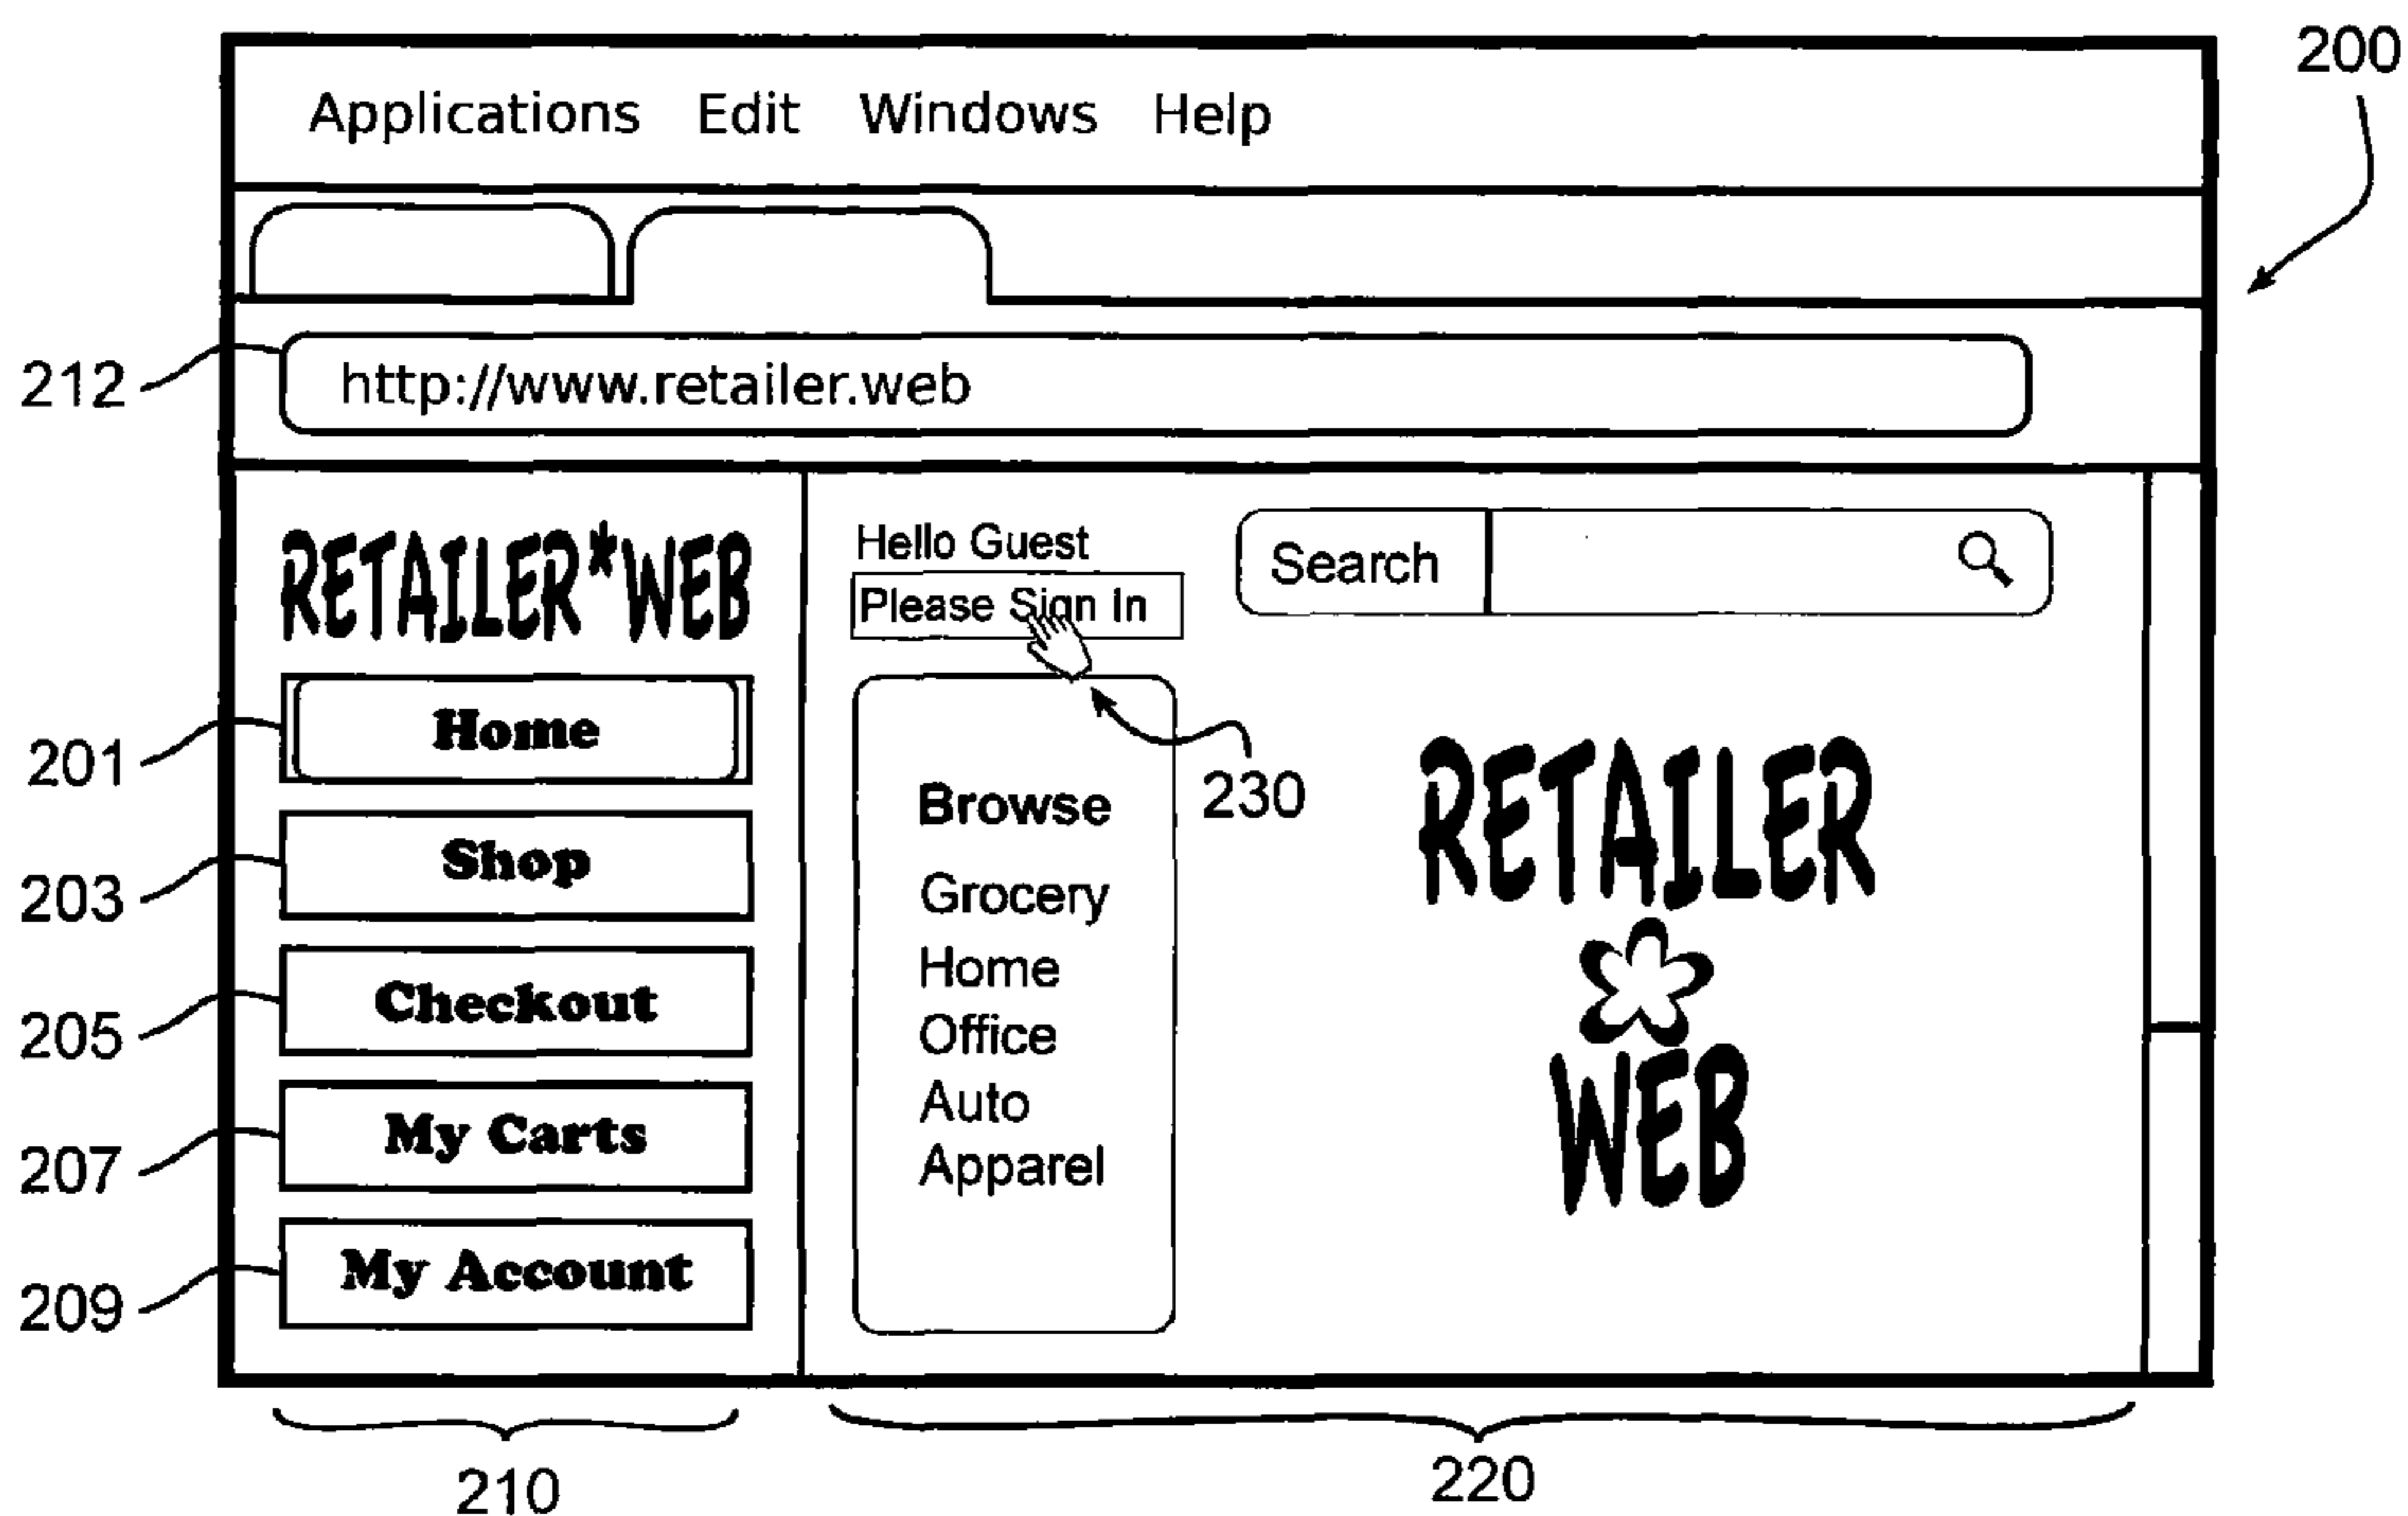 200
Applications Edit Windows Help
212
http://www.retailer.web
RETAILER*WEB
201
Home
203
Shop
205
Checkout
207
My Carts
209
My Account
210
Hello Guest
Please Sign In
Search
230
Browse
Grocery
Home
Office
Auto
Apparel
RETAILER
WEB
220